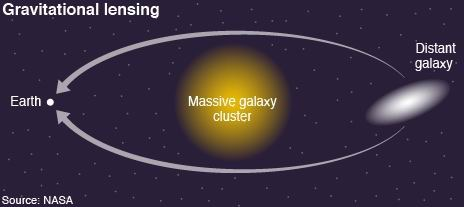 Gravitational lensing
Distant
galaxy
Earth
Massive galaxy
cluster
Source: NASA